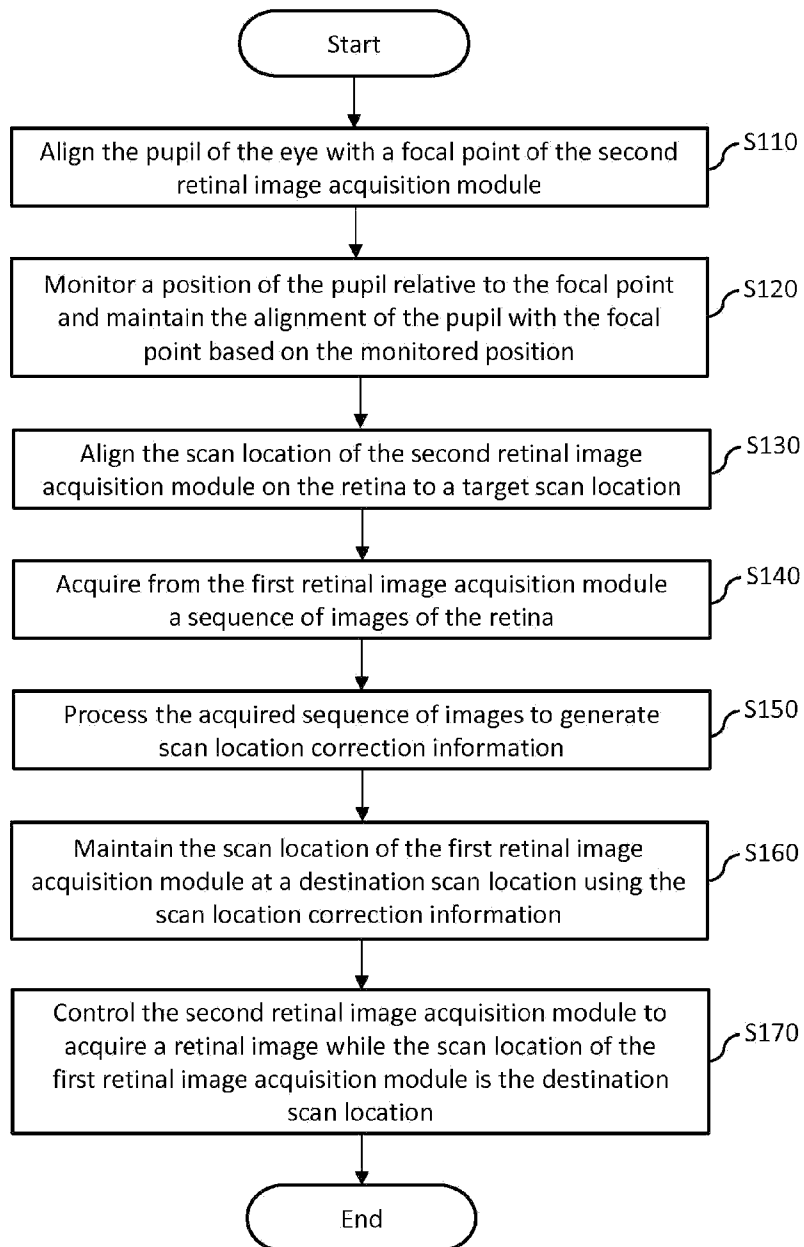 Start
Align the pupil of the eye with a focal point of the second
retinal image acquisition module
S110
Monitor a position of the pupil relative to the focal point
and maintain the alignment of the pupil with the focal
point based on the monitored position
S120
Align the scan location of the second retinal image
acquisition module on the retina to a target scan location
S130
Acquire from the first retinal image acquisition module
a sequence of images of the retina
S140
Process the acquired sequence of images to generate
scan location correction information
S150
Maintain the scan location of the first retinal image
acquisition module at a destination scan location using the
scan location correction information
S160
Control the second retinal image acquisition module to
acquire a retinal image while the scan location of the
first retinal image acquisition module is the destination
scan location
S170
End